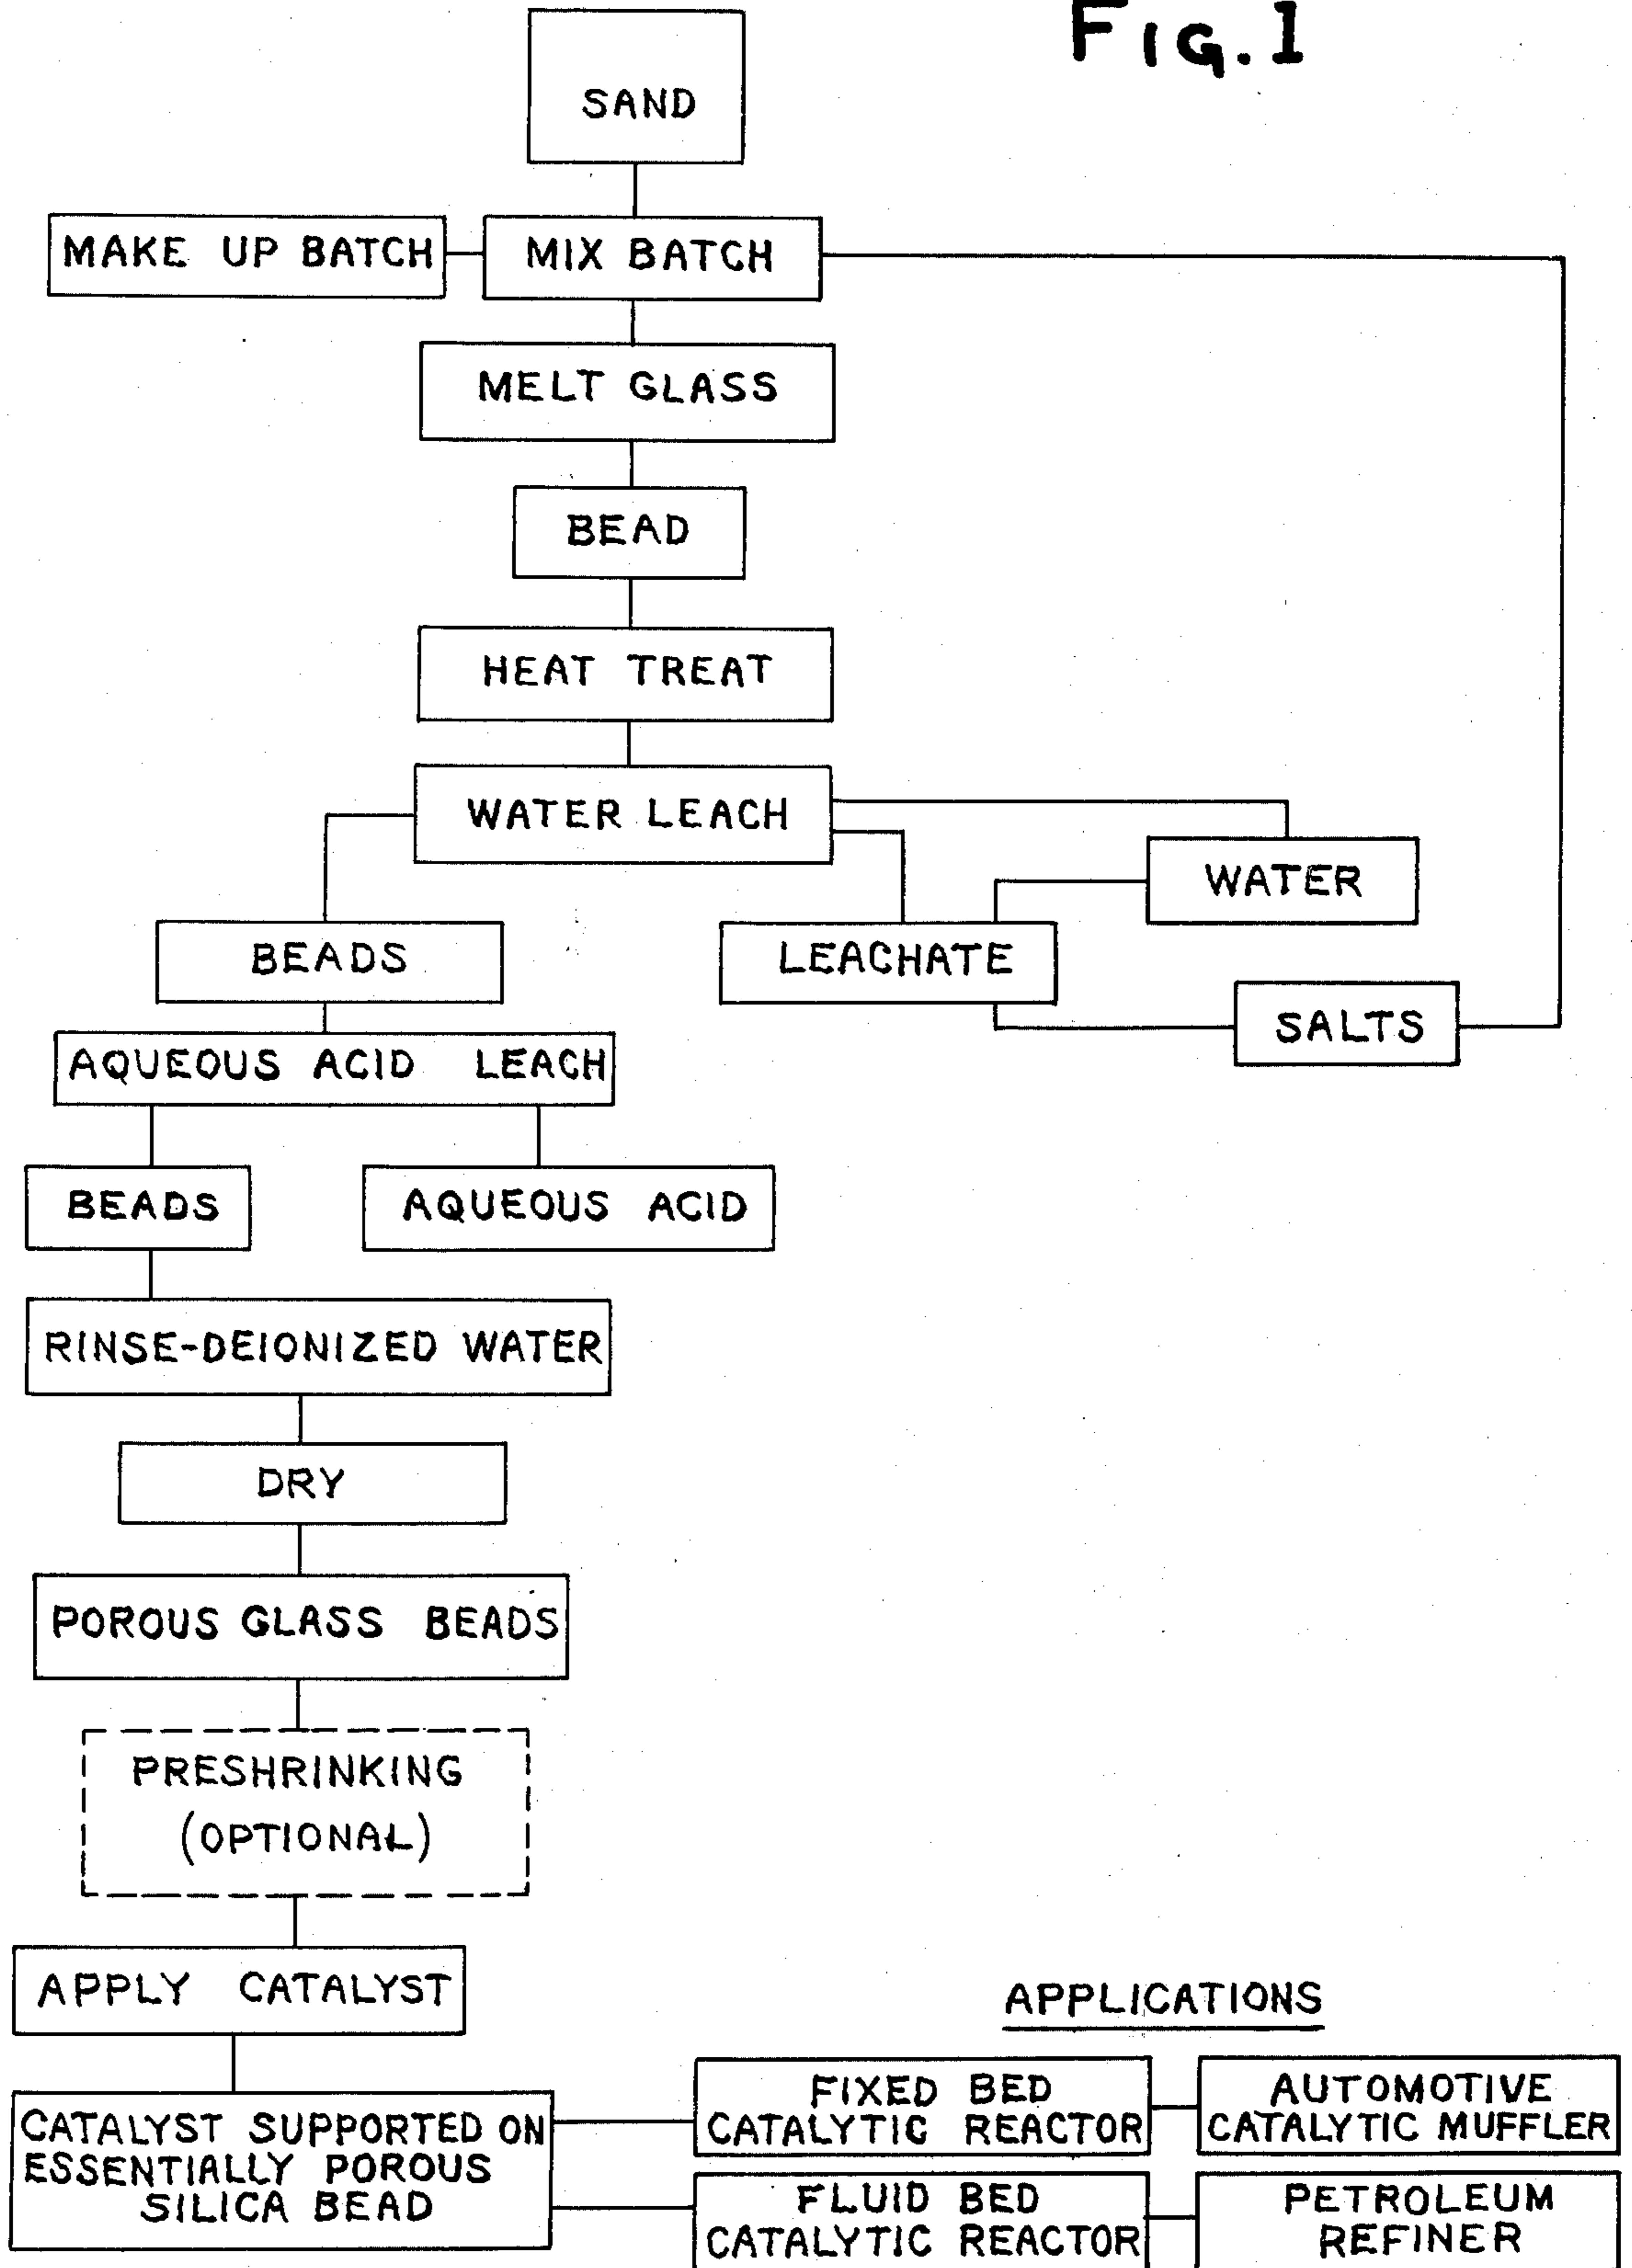 FIG. 1
SAND
MAKE UP BATCH
MIX BATCH
MELT GLASS
BEAD
HEAT TREAT
WATER LEACH
WATER
BEADS
LEACHATE
SALTS
AQUEOUS ACID LEACH
BEADS
AQUEOUS ACID
RINSE-DEIONIZED WATER
DRY
POROUS GLASS BEADS
PRESHRINKING
(OPTIONAL)
APPLY CATALYST
CATALYST SUPPORTED ON
ESSENTIALLY POROUS
SILICA BEAD
APPLICATIONS
FIXED BED
CATALYTIC REACTOR
AUTOMOTIVE
CATALYTIC MUFFLER
FLUID BED
CATALYTIC REACTOR
PETROLEUM
REFINER